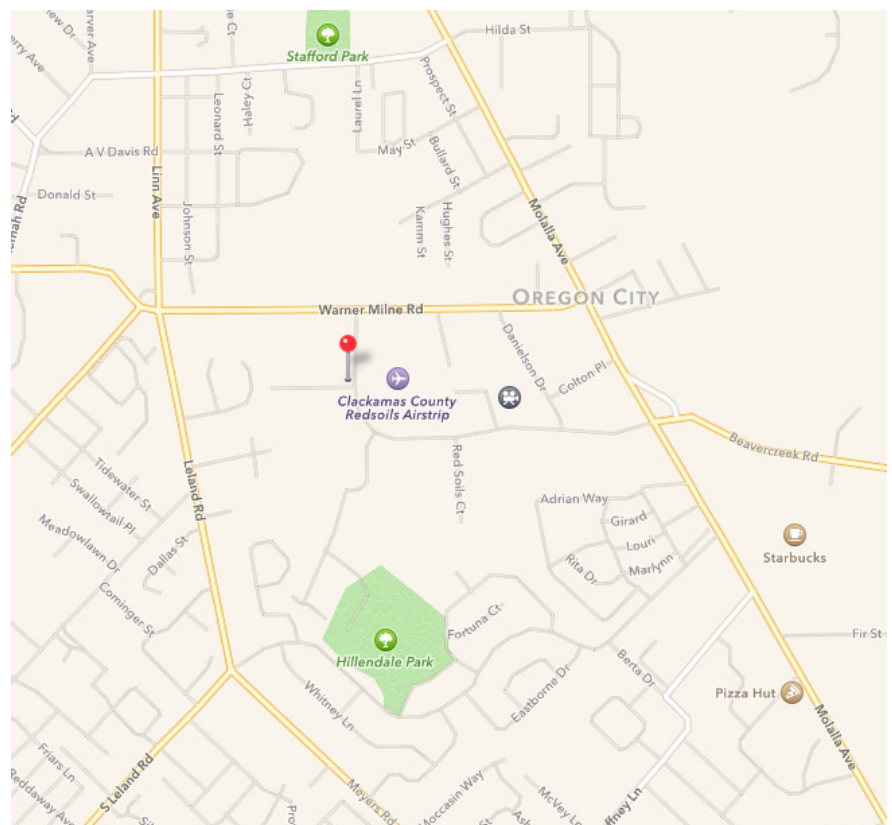 Hilda St
Stafford Park
Haley Ct
Leonard St
Laurel Ln
Prospect St
May St
Bullard St
A V Davis Rd
Linn Ave
Donald St
Johnson St
Kamm St
Hughes St
Molalla Ave
Warner Milne Rd
OREGON CITY
Danielson Dr
Colton Pl
Clackamas County
Redsoils Airstrip
Beavercreek Rd
Red Soils Ct
Leland Rd
Tidewater St
Swallowtail Pl
Meadowlawn Dr
Dallas St
Cominger St
Adrian Way
Girard
Louri
Marlynn
Rita Dr
Starbucks
Fortuna Ct
Hillendale Park
Fir St
Berta Dr
Eastborne Dr
Whitney Ln
Pizza Hut
Molalla Ave
Friars Ln
S Leland Rd
Meyers Rd
Moccasin Way
McVey Ln